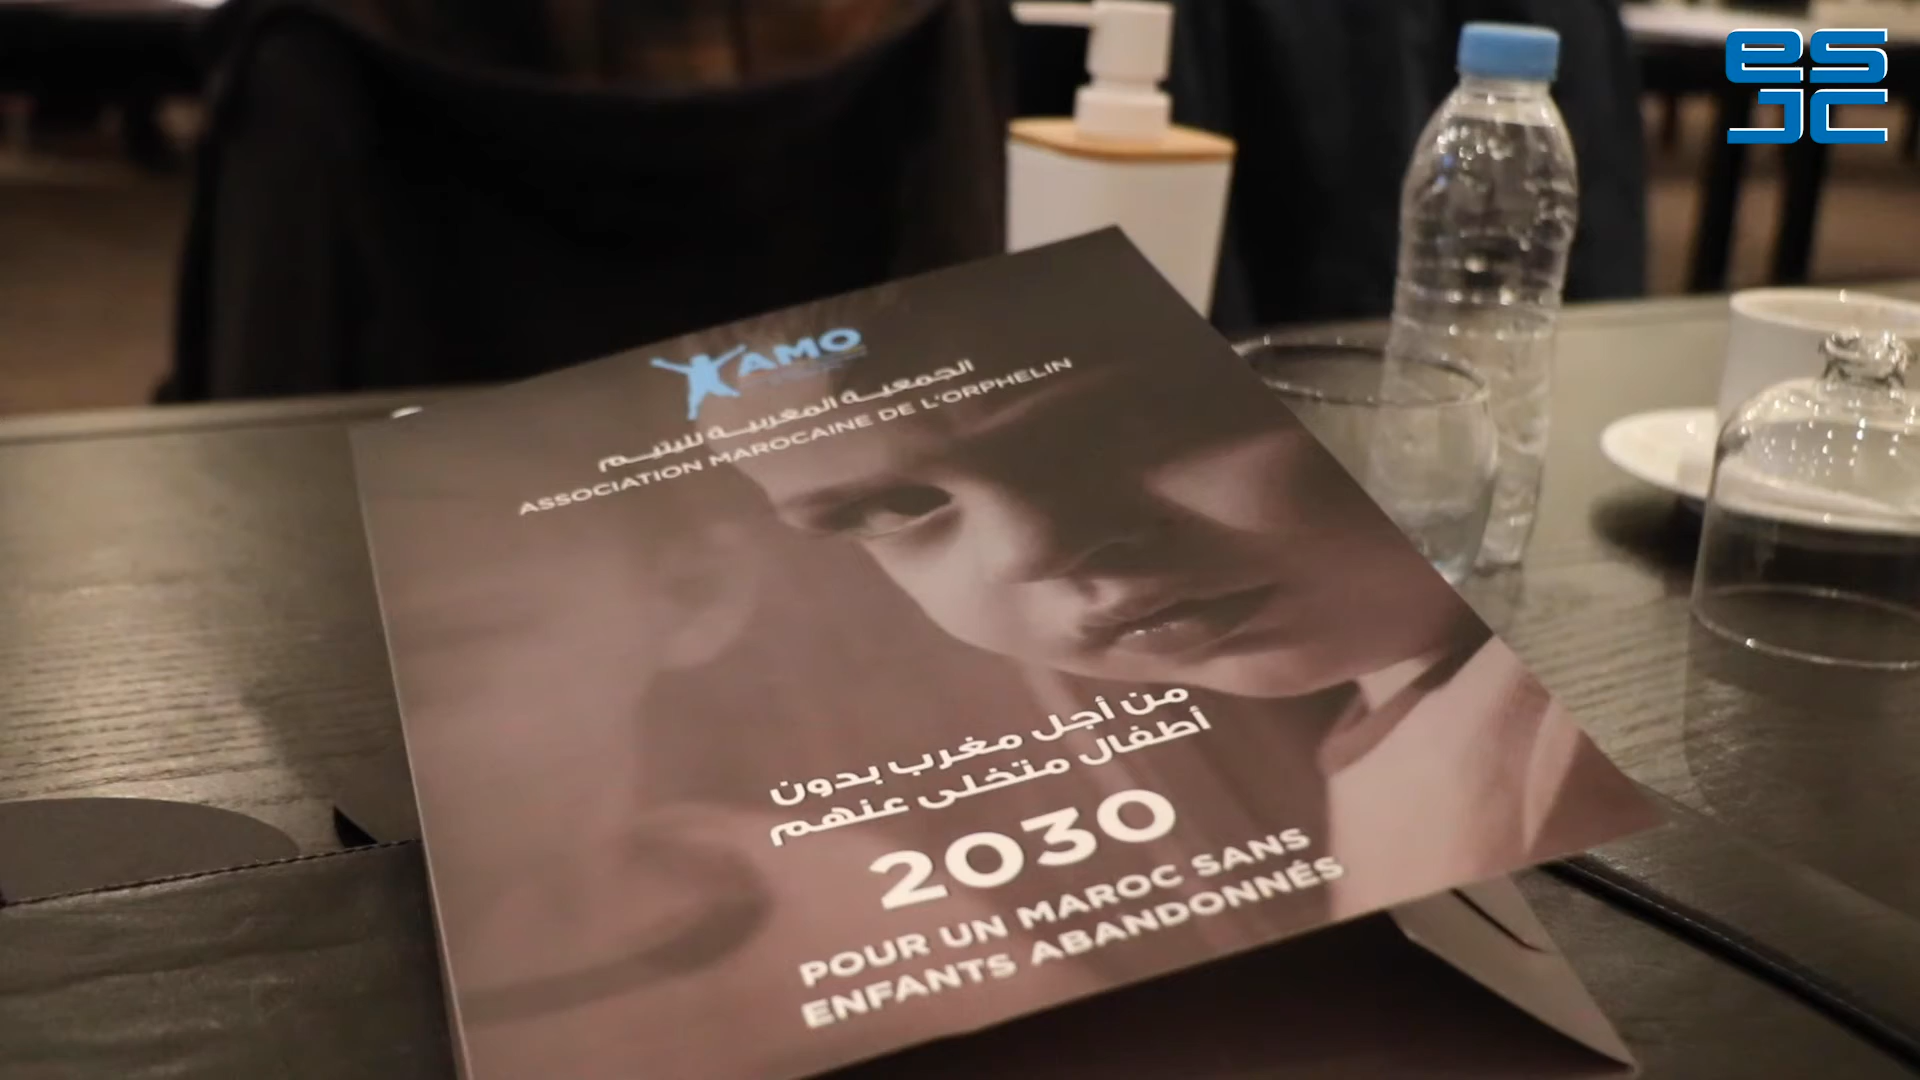 esjc
AMO
الجمعية المغربية لليتيم
ASSOCIATION MAROCAINE DE L'ORPHELIN
من أجل مغرب بدون
أطفال متخلى عنهم
2030
POUR UN MAROC SANS
ENFANTS ABANDONNÉS